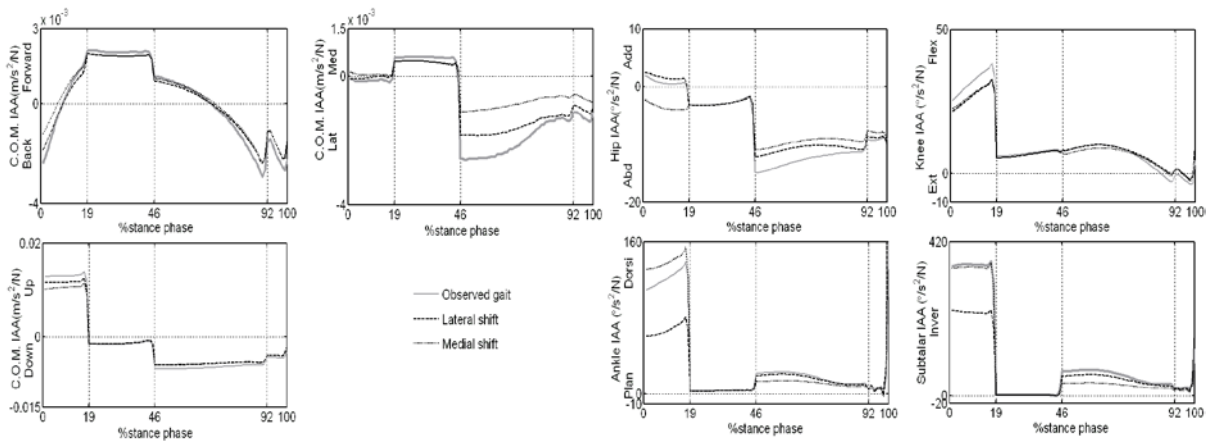 3 x 10⁻³
C.O.M. IAA(m/s²/N)
Back Forward
0
-4
0 19 46 92 100
%stance phase
1.5 x 10⁻³
C.O.M. IAA(m/s²/N)
Lat Med
0
-4
0 19 46 92 100
%stance phase
10
Hip IAA(°/s²/N)
Abd Add
0
-20
0 19 46 92 100
%stance phase
50
Knee IAA (°/s²/N)
Ext Flex
0
-10
0 19 46 92 100
%stance phase
0.02
C.O.M. IAA(m/s²/N)
Down Up
0
-0.015
0 19 46 92 100
%stance phase
Observed gait
Lateral shift
Medial shift
160
Ankle IAA (°/s²/N)
Plan Dorsi
0
-10
0 19 46 92 100
%stance phase
420
Subtalar IAA (°/s²/N)
Inver
0
-20
0 19 46 92 100
%stance phase